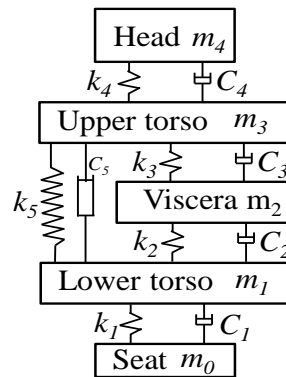 Head m₄
k₄ C₄
Upper torso m₃
C₅ k₃ C₃
k₅ Viscera m₂
k₂ C₂
Lower torso m₁
k₁ C₁
Seat m₀